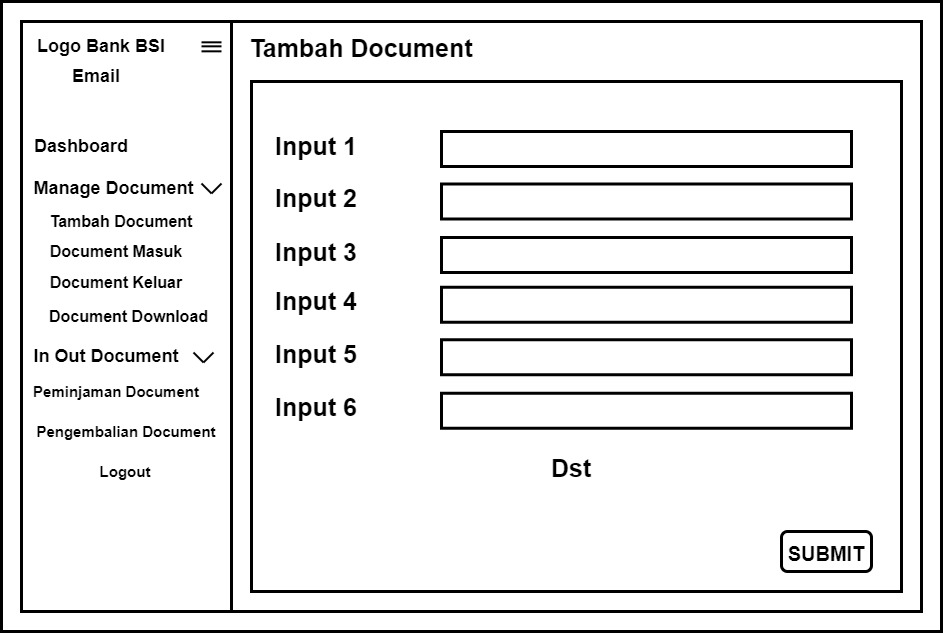 Logo Bank BSI
Email
Dashboard
Manage Document
Tambah Document
Document Masuk
Document Keluar
Document Download
In Out Document
Peminjaman Document
Pengembalian Document
Logout
Tambah Document
Input 1
Input 2
Input 3
Input 4
Input 5
Input 6
Dst
SUBMIT